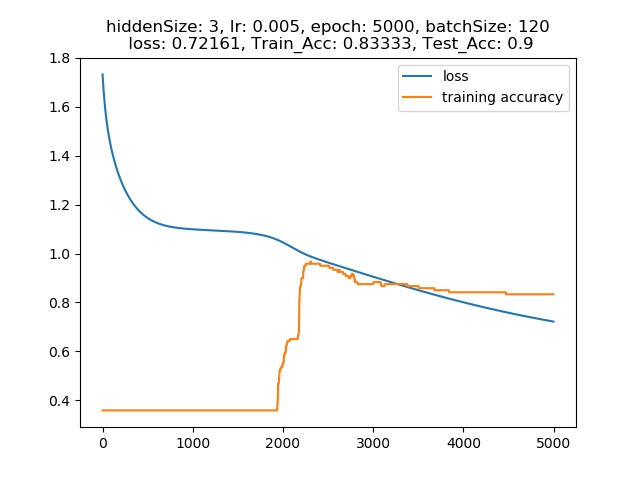 hiddenSize: 3, lr: 0.005, epoch: 5000, batchSize: 120
loss: 0.72161, Train_Acc: 0.83333, Test_Acc: 0.9
loss
training accuracy
1.8
1.6
1.4
1.2
1.0
0.8
0.6
0.4
0 1000 2000 3000 4000 5000